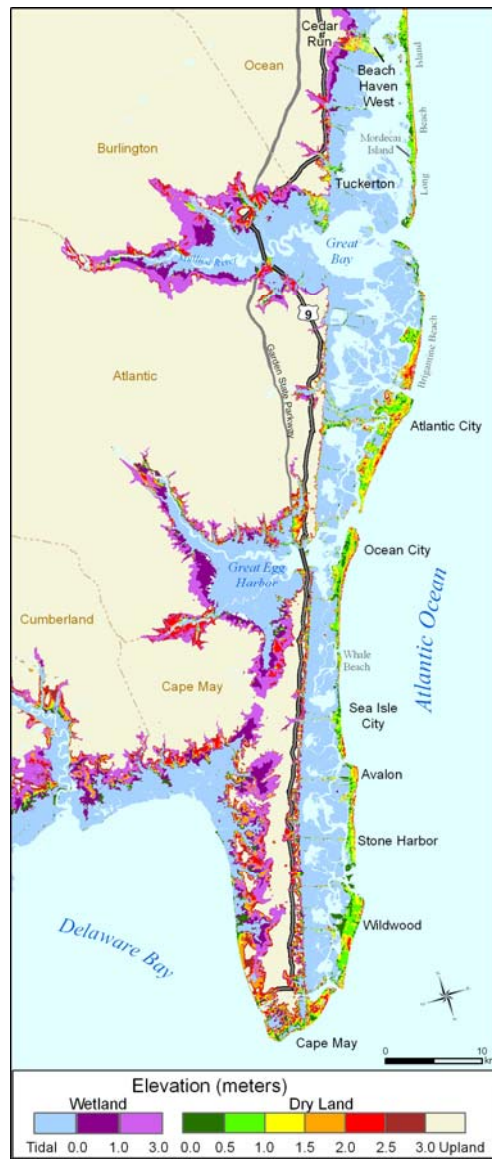 Cedar
Run
Ocean
Beach
Haven
West
Island
Beach
Long
Mordecai
Island
Burlington
Tuckerton
Great
Bay
9
Garden State Parkway
Brigantine Beach
Atlantic
Atlantic City
Ocean City
Great Egg
Harbor
Atlantic Ocean
Cumberland
Whale
Beach
Cape May
Sea Isle
City
Avalon
Stone Harbor
Wildwood
Delaware Bay
Cape May
0 10
km
Elevation (meters)
Wetland Dry Land
Tidal 0.0 1.0 3.0 0.0 0.5 1.0 1.5 2.0 2.5 3.0 Upland